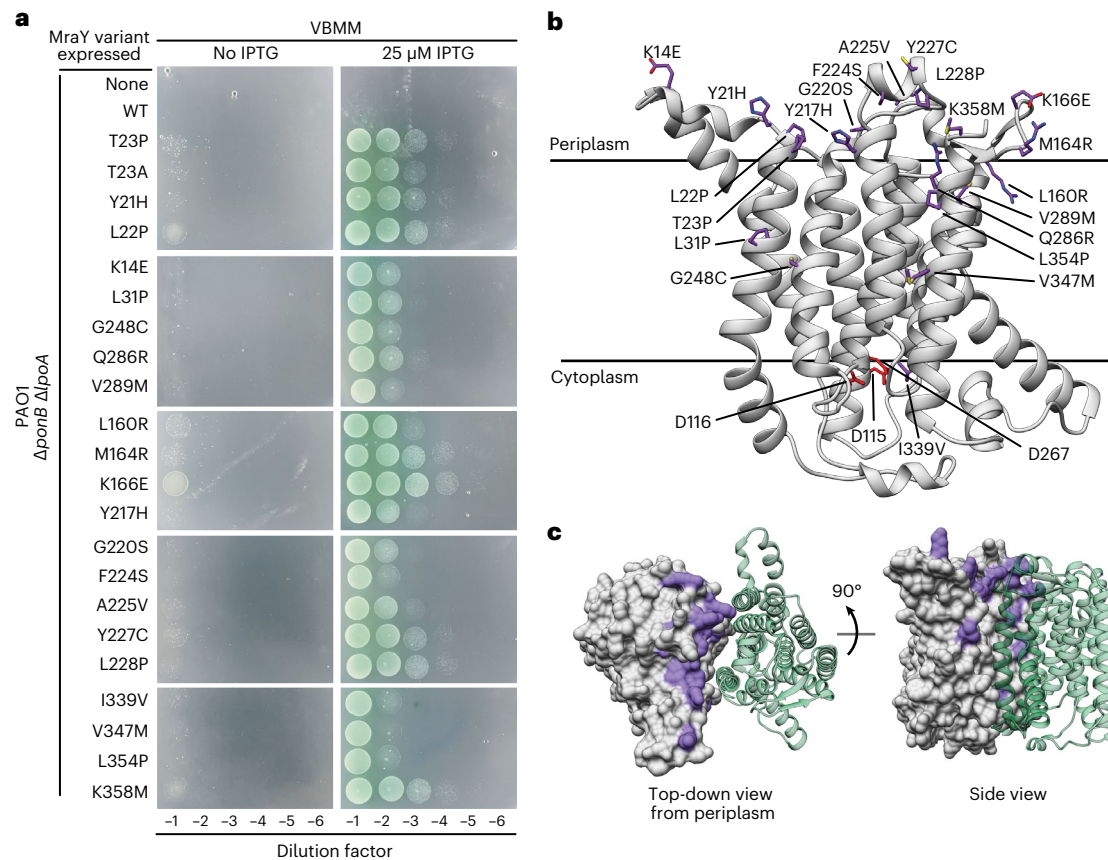 a
MraY variant
expressed
VBMM
No IPTG
25 µM IPTG
PAO1
ΔponB ΔlpoA
None
WT
T23P
T23A
Y21H
L22P
K14E
L31P
G248C
Q286R
V289M
L160R
M164R
K166E
Y217H
G220S
F224S
A225V
Y227C
L228P
I339V
V347M
L354P
K358M
–1 –2 –3 –4 –5 –6
–1 –2 –3 –4 –5 –6
Dilution factor
b
K14E
Y21H
Y217H
G220S
F224S
A225V
Y227C
L228P
K358M
K166E
M164R
Periplasm
L22P
T23P
L31P
G248C
L160R
V289M
Q286R
L354P
V347M
Cytoplasm
D116
D115
I339V
D267
c
90°
Top-down view
from periplasm
Side view